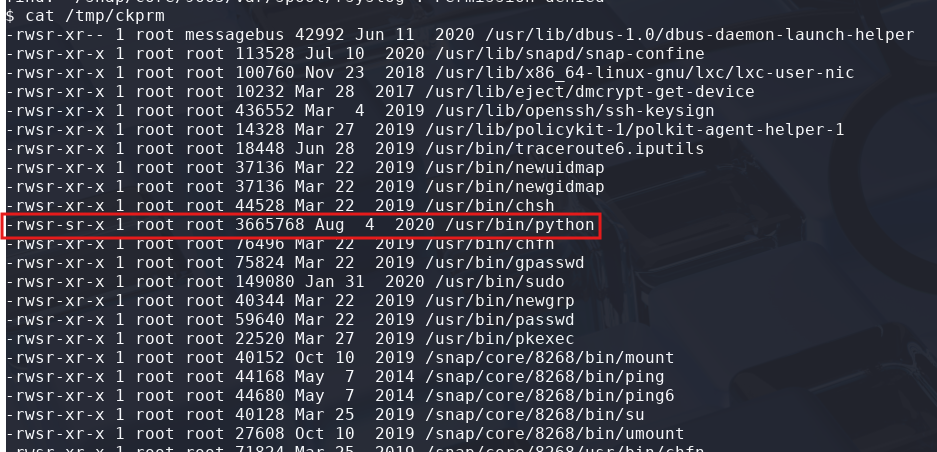 $ cat /tmp/ckprm
-rwsr-xr-- 1 root messagebus 42992 Jun 11  2020 /usr/lib/dbus-1.0/dbus-daemon-launch-helper
-rwsr-xr-x 1 root root 113528 Jul 10  2020 /usr/lib/snapd/snap-confine
-rwsr-xr-x 1 root root 100760 Nov 23  2018 /usr/lib/x86_64-linux-gnu/lxc/lxc-user-nic
-rwsr-xr-x 1 root root 10232 Mar 28  2017 /usr/lib/eject/dmcrypt-get-device
-rwsr-xr-x 1 root root 436552 Mar  4  2019 /usr/lib/openssh/ssh-keysign
-rwsr-xr-x 1 root root 14328 Mar 27  2019 /usr/lib/policykit-1/polkit-agent-helper-1
-rwsr-xr-x 1 root root 18448 Jun 28  2019 /usr/bin/traceroute6.iputils
-rwsr-xr-x 1 root root 37136 Mar 22  2019 /usr/bin/newuidmap
-rwsr-xr-x 1 root root 37136 Mar 22  2019 /usr/bin/newgidmap
-rwsr-xr-x 1 root root 44528 Mar 22  2019 /usr/bin/chsh
-rwsr-sr-x 1 root root 3665768 Aug  4  2020 /usr/bin/python
-rwsr-xr-x 1 root root 76496 Mar 22  2019 /usr/bin/chfn
-rwsr-xr-x 1 root root 75824 Mar 22  2019 /usr/bin/gpasswd
-rwsr-xr-x 1 root root 149080 Jan 31  2020 /usr/bin/sudo
-rwsr-xr-x 1 root root 40344 Mar 22  2019 /usr/bin/newgrp
-rwsr-xr-x 1 root root 59640 Mar 22  2019 /usr/bin/passwd
-rwsr-xr-x 1 root root 22520 Mar 27  2019 /usr/bin/pkexec
-rwsr-xr-x 1 root root 40152 Oct 10  2019 /snap/core/8268/bin/mount
-rwsr-xr-x 1 root root 44168 May  7  2014 /snap/core/8268/bin/ping
-rwsr-xr-x 1 root root 44680 May  7  2014 /snap/core/8268/bin/ping6
-rwsr-xr-x 1 root root 40128 Mar 25  2019 /snap/core/8268/bin/su
-rwsr-xr-x 1 root root 27608 Oct 10  2019 /snap/core/8268/bin/umount
-rwsr-xr-x 1 root root 71824 Mar 25  2019 /snap/core/8268/usr/bin/chfn